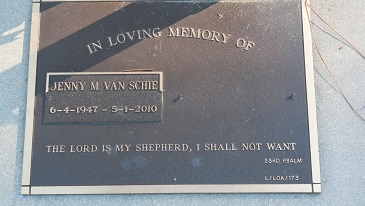 IN LOVING MEMORY OF
JENNY M VAN SCHIE
6-4-1947 - 5-1-2010
THE LORD IS MY SHEPHERD, I SHALL NOT WANT
23RD PSALM
L/LOA/173